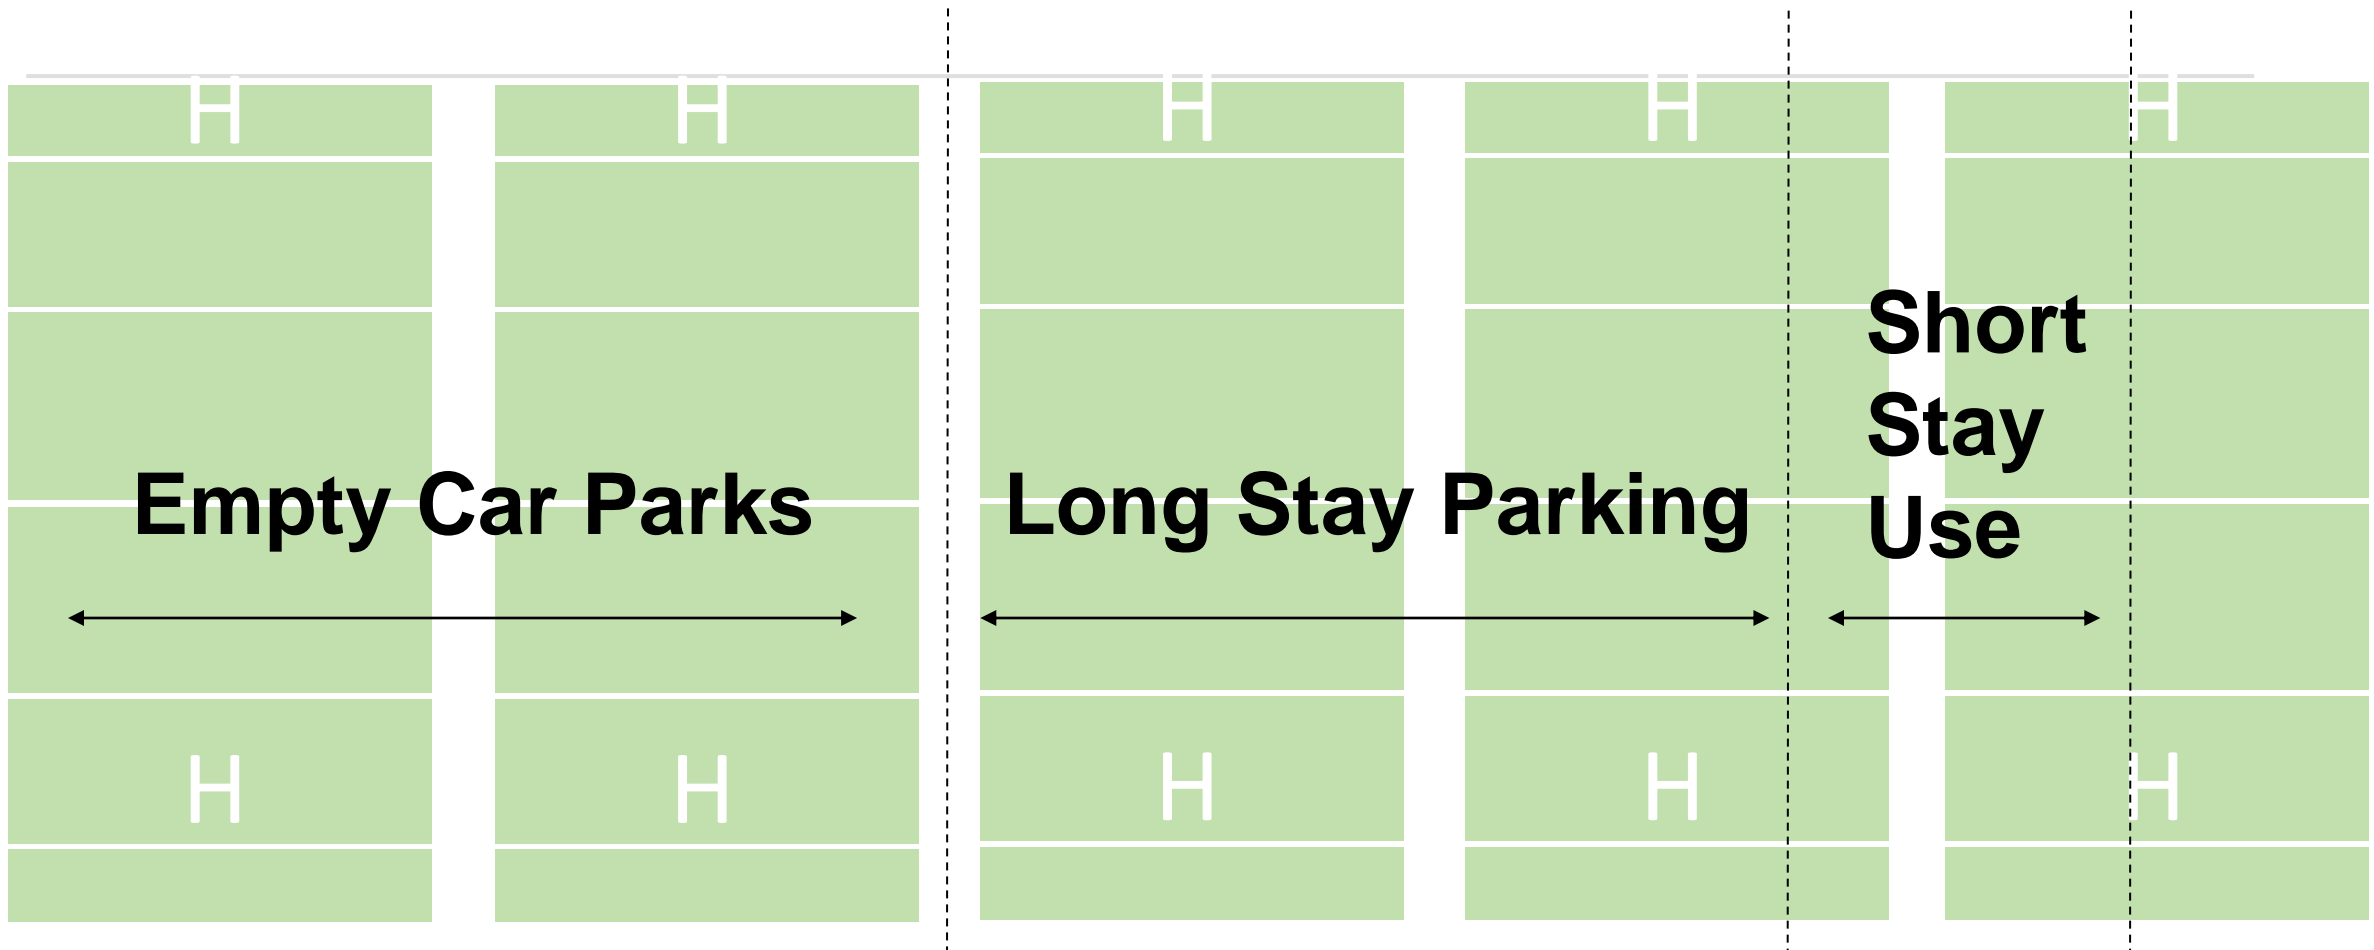 Empty Car Parks
Long Stay Parking
Short
Stay
Use